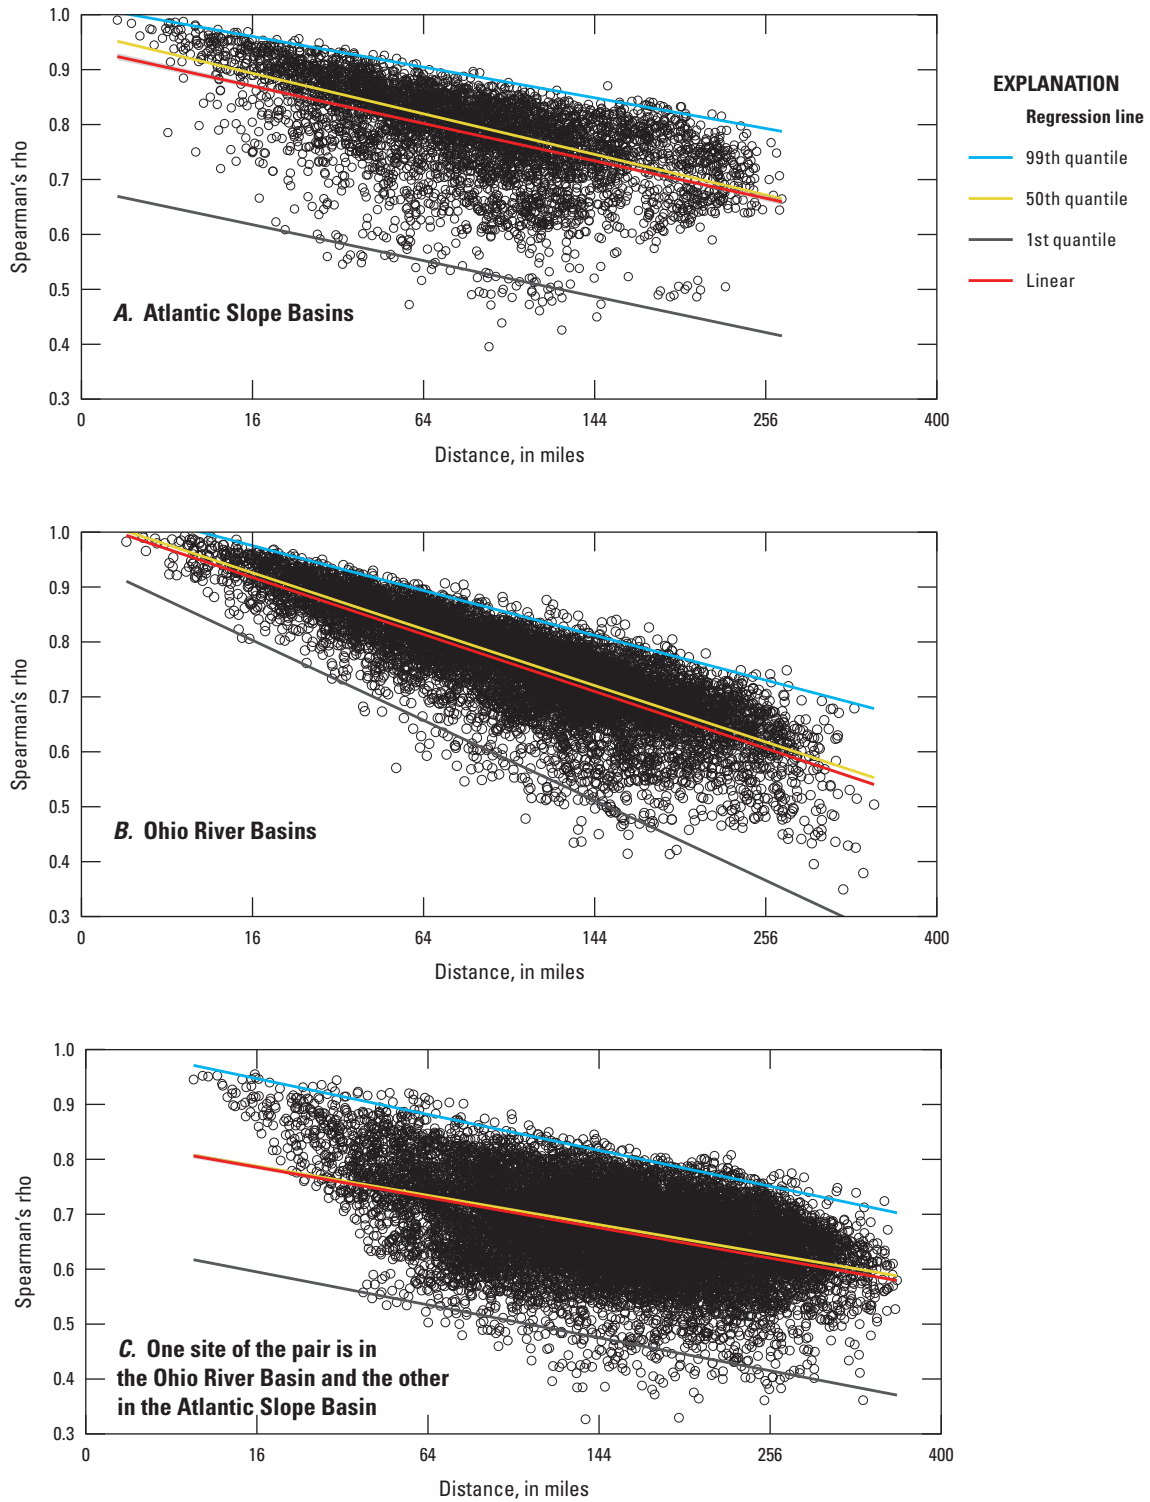 1.0
0.9
0.8
0.7
0.6
0.5
0.4
0.3
Spearman's rho
A. Atlantic Slope Basins
0 16 64 144 256 400
Distance, in miles
EXPLANATION
Regression line
99th quantile
50th quantile
1st quantile
Linear
1.0
0.9
0.8
0.7
0.6
0.5
0.4
0.3
Spearman's rho
B. Ohio River Basins
0 16 64 144 256 400
Distance, in miles
1.0
0.9
0.8
0.7
0.6
0.5
0.4
0.3
Spearman's rho
C. One site of the pair is in
the Ohio River Basin and the other
in the Atlantic Slope Basin
0 16 64 144 256 400
Distance, in miles